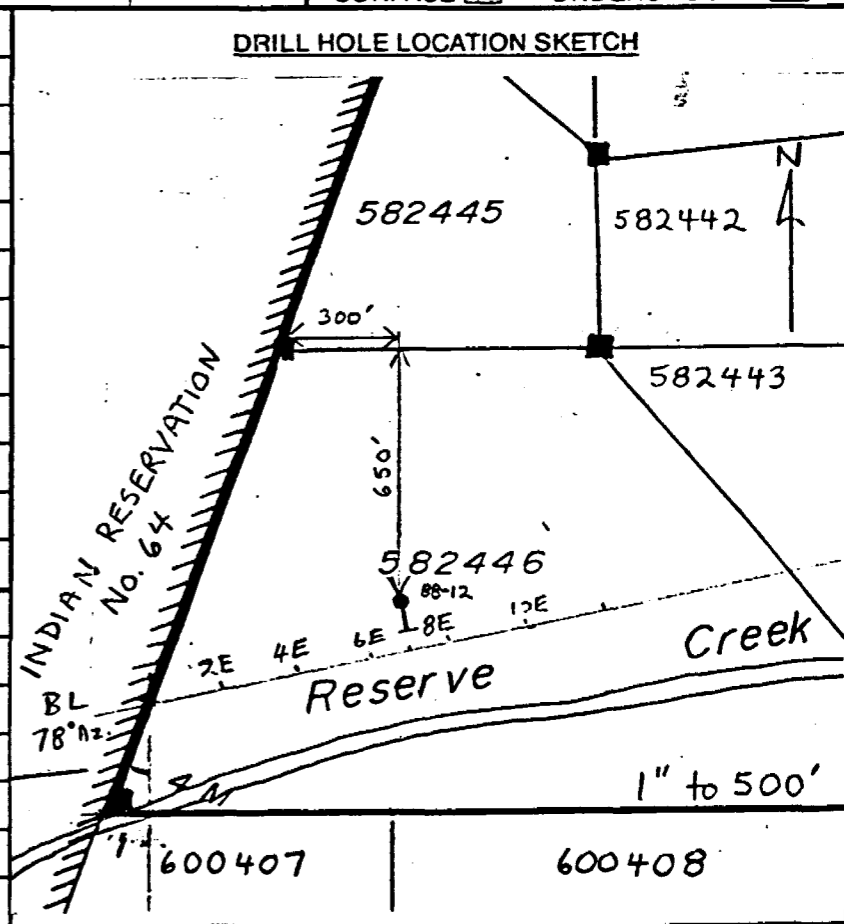 DRILL HOLE LOCATION SKETCH
N
582445
582442
300'
582443
650'
INDIAN RESERVATION
No. 64
582446
88-12
2E 4E 6E 8E 12E
Creek
Reserve
BL
78° Az.
1" to 500'
600407
600408